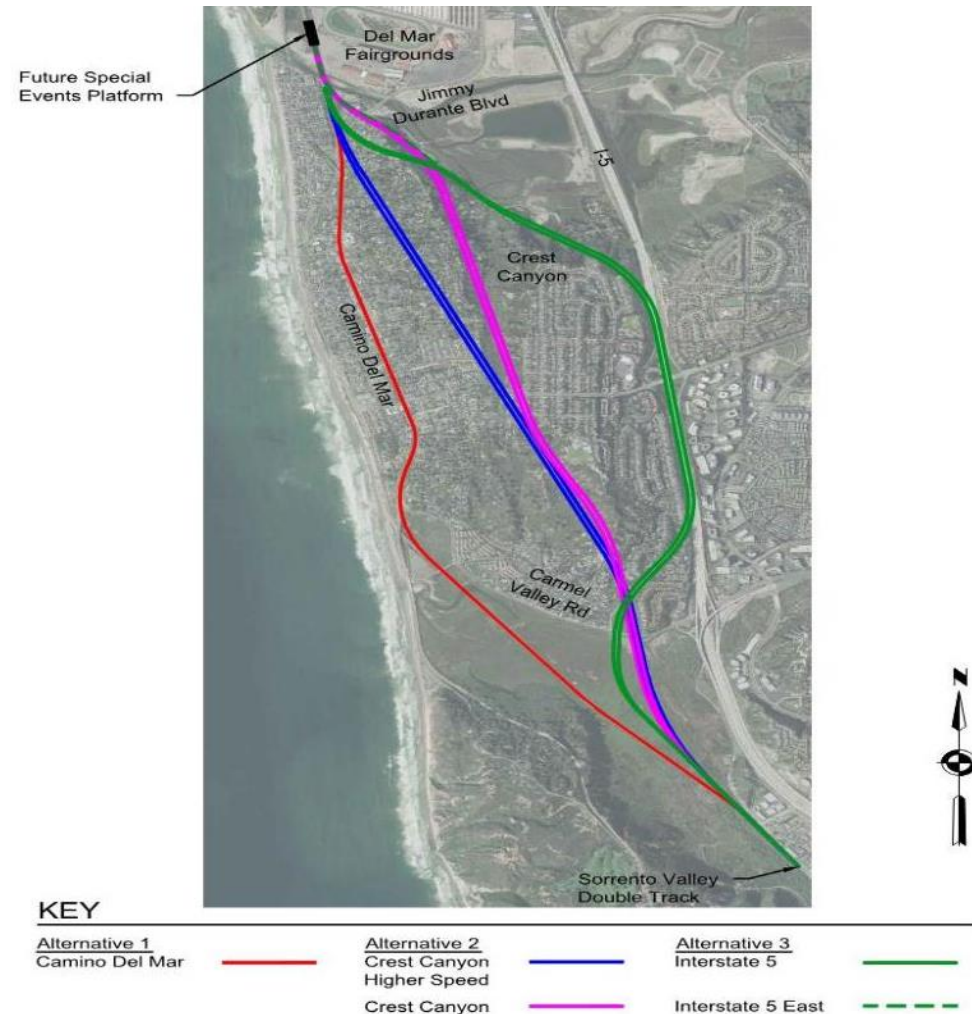 Del Mar
Fairgrounds
Future Special
Events Platform
Jimmy
Durante Blvd
I-5
Crest
Canyon
Camino Del Mar
Carmel
Valley Rd
N
Sorrento Valley
Double Track
KEY
Alternative 1
Camino Del Mar
Alternative 2
Crest Canyon
Higher Speed
Crest Canyon
Alternative 3
Interstate 5
Interstate 5 East